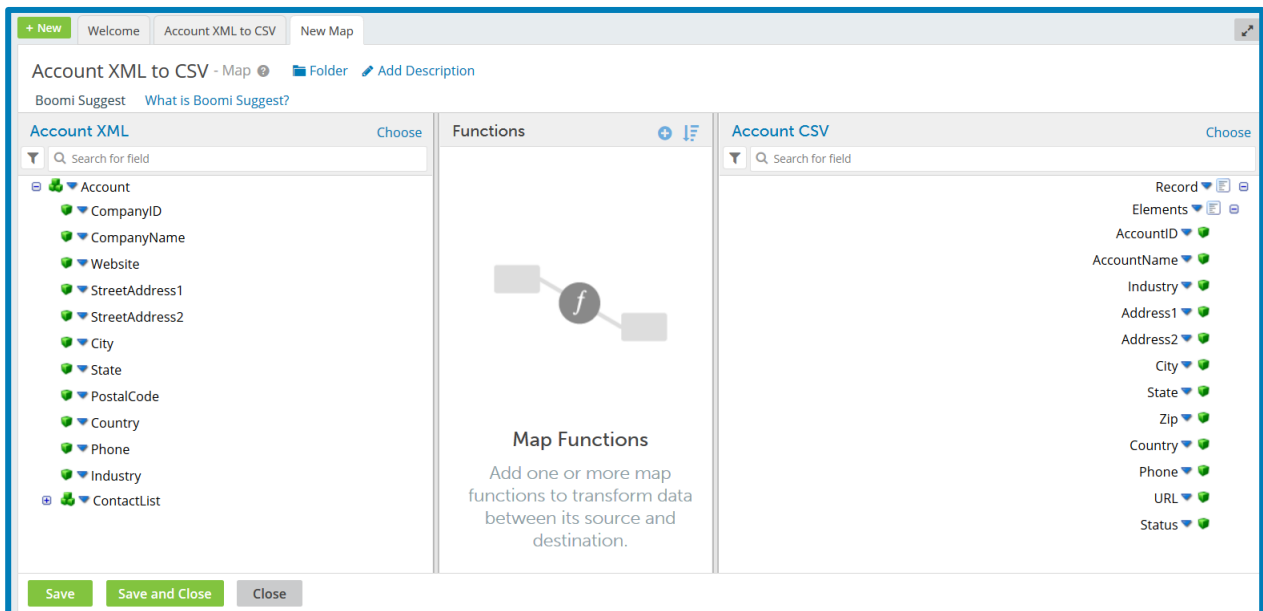 + New
Welcome
Account XML to CSV
New Map
Account XML to CSV - Map ? Folder Add Description
Boomi Suggest What is Boomi Suggest?
Account XML Choose
Search for field
Account
CompanyID
CompanyName
Website
StreetAddress1
StreetAddress2
City
State
PostalCode
Country
Phone
Industry
ContactList
Functions
f
Map Functions
Add one or more map
functions to transform data
between its source and
destination.
Account CSV Choose
Search for field
Record
Elements
AccountID
AccountName
Industry
Address1
Address2
City
State
Zip
Country
Phone
URL
Status
Save
Save and Close
Close